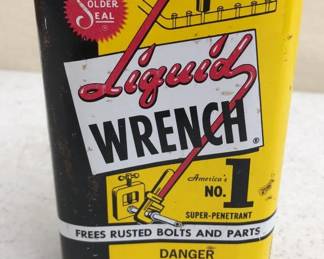 SOLDER
SEAL
Liquid
WRENCH®
America's
NO. 1
SUPER-PENETRANT
FREES RUSTED BOLTS AND PARTS
DANGER